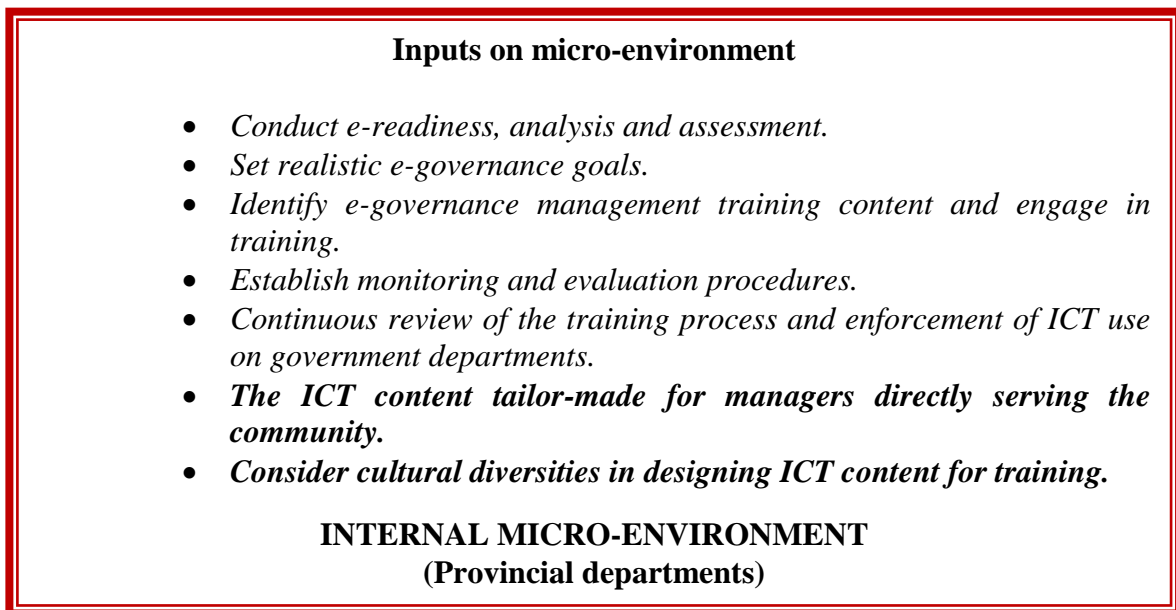 Inputs on micro-environment
• Conduct e-readiness, analysis and assessment.
• Set realistic e-governance goals.
• Identify e-governance management training content and engage in
training.
• Establish monitoring and evaluation procedures.
• Continuous review of the training process and enforcement of ICT use
on government departments.
• The ICT content tailor-made for managers directly serving the
community.
• Consider cultural diversities in designing ICT content for training.
INTERNAL MICRO-ENVIRONMENT
(Provincial departments)